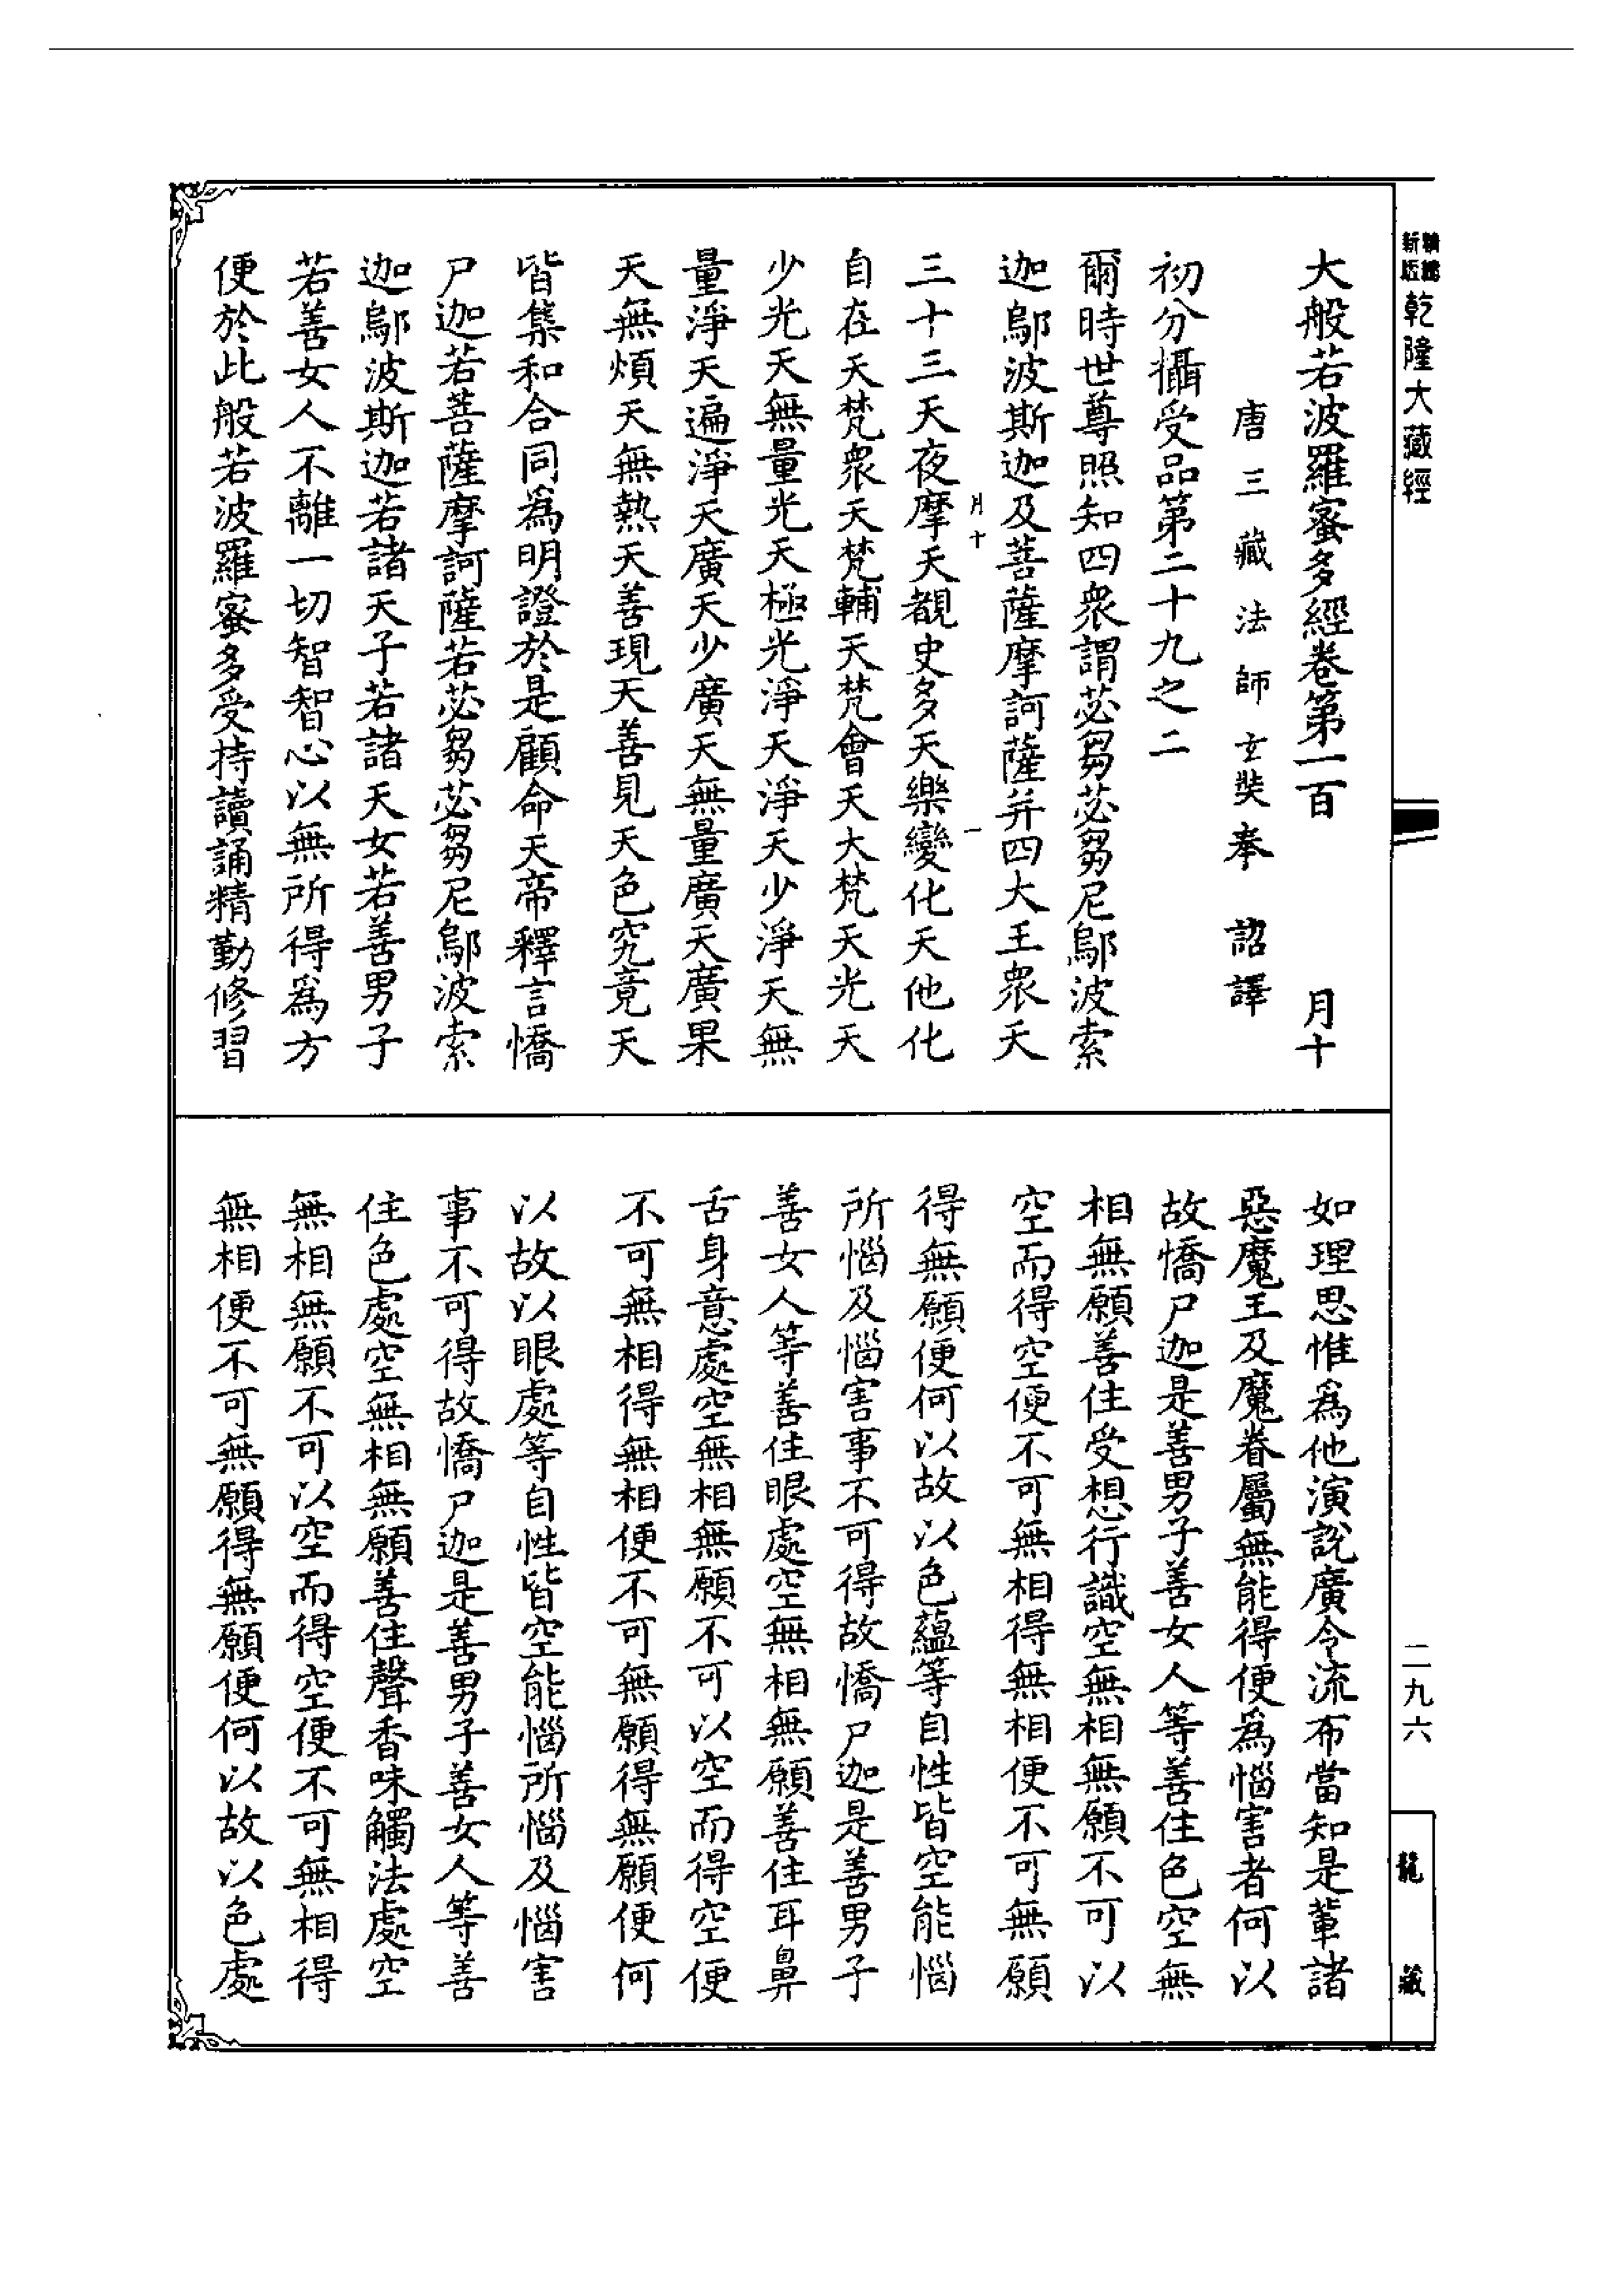 新編
縮版
乾隆大藏經
二九六
龍藏
大般若波羅蜜多經卷第一百 月十
唐三藏法師玄奘奉 詔譯
初分攝受品第二十九之二
爾時世尊照知四衆謂苾芻苾芻尼鄔波索
迦鄔波斯迦及菩薩摩訶薩并四大王衆天
月十 一
三十三天夜摩天覩史多天樂變化天他化
自在天梵衆天梵輔天梵會天大梵天光天
少光天無量光天極光淨天淨天少淨天無
量淨天遍淨天廣天少廣天無量廣天廣果
天無煩天無熱天善現天善見天色究竟天
皆集和合同爲明證於是顧命天帝釋言憍
尸迦若菩薩摩訶薩若苾芻苾芻尼鄔波索
迦鄔波斯迦若諸天子若諸天女若善男子
若善女人不離一切智智心以無所得爲方
便於此般若波羅蜜多受持讀誦精勤修習
如理思惟爲他演說廣令流布當知是輩諸
惡魔王及魔眷屬無能得便爲惱害者何以
故憍尸迦是善男子善女人等善住色空無
相無願善住受想行識空無相無願不可以
空而得空便不可無相得無相便不可無願
得無願便何以故以色蘊等自性皆空能惱
所惱及惱害事不可得故憍尸迦是善男子
善女人等善住眼處空無相無願善住耳鼻
舌身意處空無相無願不可以空而得空便
不可無相得無相便不可無願得無願便何
以故以眼處等自性皆空能惱所惱及惱害
事不可得故憍尸迦是善男子善女人等善
住色處空無相無願善住聲香味觸法處空
無相無願不可以空而得空便不可無相得
無相便不可無願得無願便何以故以色處